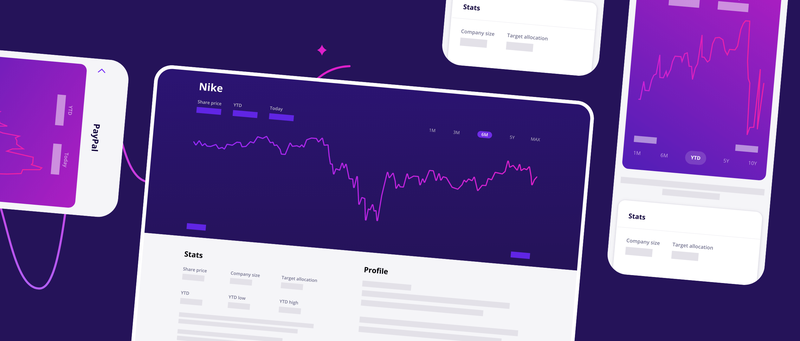 YTD
Today
PayPal
Nike
Share price YTD Today
1M 3M 6M 5Y MAX
Stats
Share price Company size Target allocation
YTD YTD low YTD high
Profile
Stats
Company size Target allocation
1M 6M YTD 5Y 10Y
Stats
Company size Target allocation